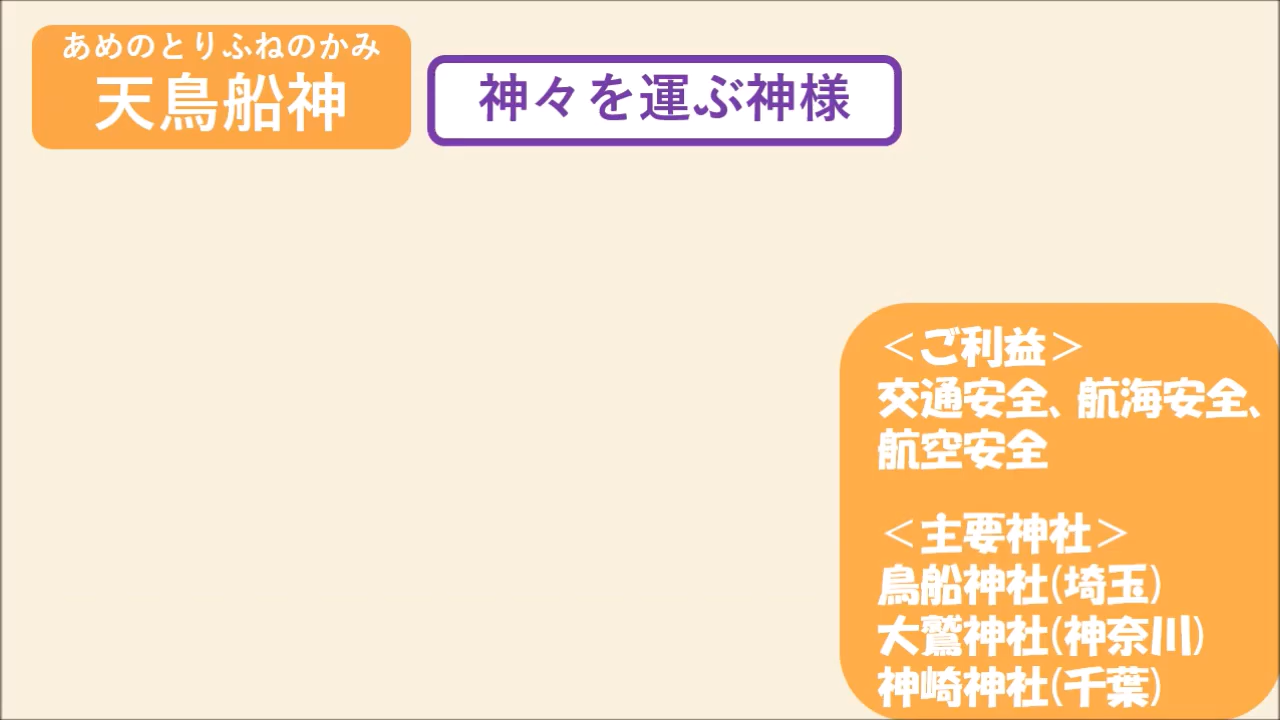 あめのとりふねのかみ
天鳥船神
神々を運ぶ神様
＜ご利益＞
交通安全、航海安全、
航空安全
＜主要神社＞
鳥船神社(埼玉)
大鷲神社(神奈川)
神崎神社(千葉)